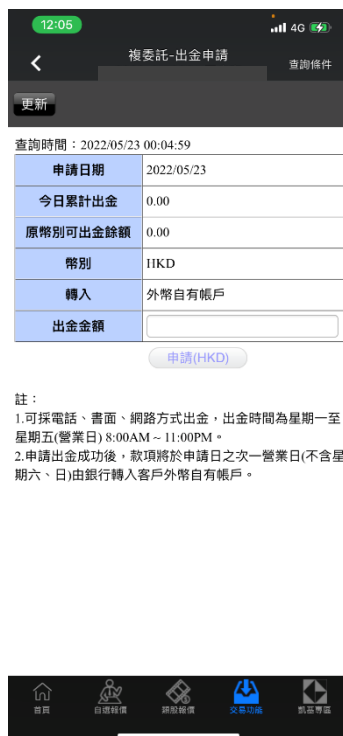 12:05
4G
複委託-出金申請
查詢條件
更新
查詢時間：2022/05/23 00:04:59
申請日期 2022/05/23
今日累計出金 0.00
原幣別可出金餘額 0.00
幣別 HKD
轉入 外幣自有帳戶
出金金額
申請(HKD)
註：
1.可採電話、書面、網路方式出金，出金時間為星期一至
星期五(營業日) 8:00AM ~ 11:00PM。
2.申請出金成功後，款項將於申請日之次一營業日(不含星
期六、日)由銀行轉入客戶外幣自有帳戶。
首頁 自選報價 類股報價 交易功能 凱基專區